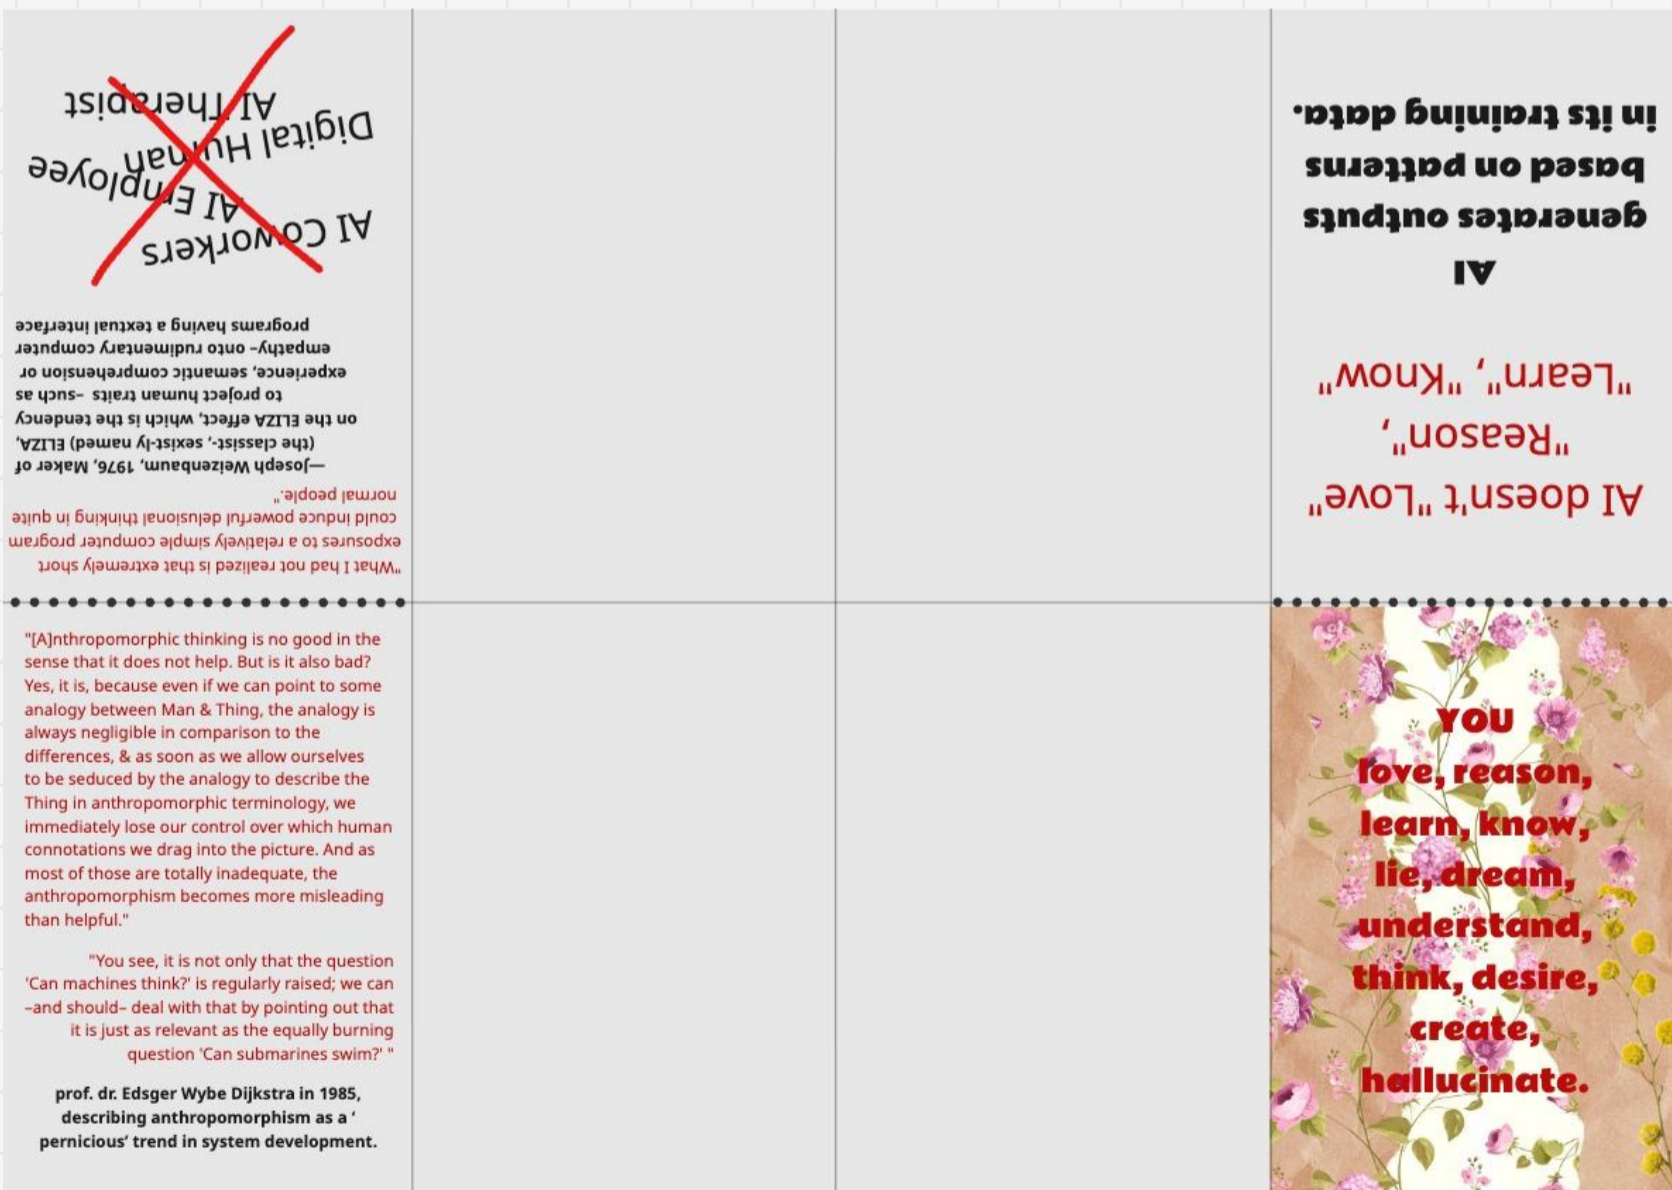 "What I had not realized is that extremely short
exposures to a relatively simple computer program
could induce powerful delusional thinking in quite
normal people."
—Joseph Weizenbaum, 1976, Maker of
(the classist-, sexist-ly named) ELIZA,
on the ELIZA effect, which is the tendency
to project human traits –such as
experience, semantic comprehension or
empathy– onto rudimentary computer
programs having a textual interface
AI Coworkers
AI Employee
Digital Human
AI Therapist
AI doesn't "Love"
"Reason",
"Learn", "Know"
AI
generates outputs
based on patterns
in its training data.
"[A]nthropomorphic thinking is no good in the
sense that it does not help. But is it also bad?
Yes, it is, because even if we can point to some
analogy between Man & Thing, the analogy is
always negligible in comparison to the
differences, & as soon as we allow ourselves
to be seduced by the analogy to describe the
Thing in anthropomorphic terminology, we
immediately lose our control over which human
connotations we drag into the picture. And as
most of those are totally inadequate, the
anthropomorphism becomes more misleading
than helpful."
"You see, it is not only that the question
'Can machines think?' is regularly raised; we can
–and should– deal with that by pointing out that
it is just as relevant as the equally burning
question 'Can submarines swim?' "
prof. dr. Edsger Wybe Dijkstra in 1985,
describing anthropomorphism as a ‘
pernicious’ trend in system development.
YOU
love, reason,
learn, know,
lie, dream,
understand,
think, desire,
create,
hallucinate.